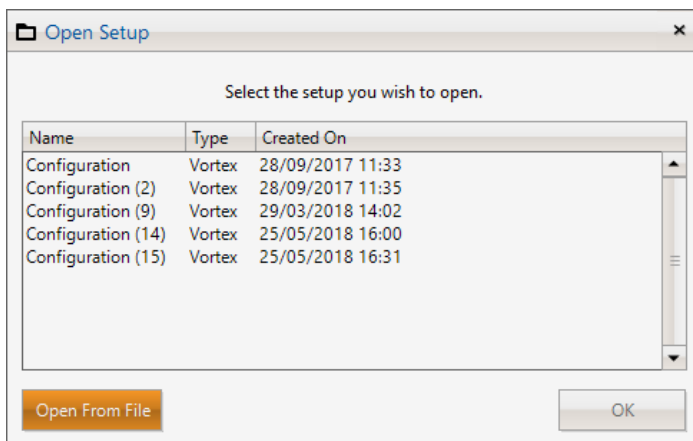 Open Setup
Select the setup you wish to open.
Name Type Created On
Configuration Vortex 28/09/2017 11:33
Configuration (2) Vortex 28/09/2017 11:35
Configuration (9) Vortex 29/03/2018 14:02
Configuration (14) Vortex 25/05/2018 16:00
Configuration (15) Vortex 25/05/2018 16:31
Open From File OK